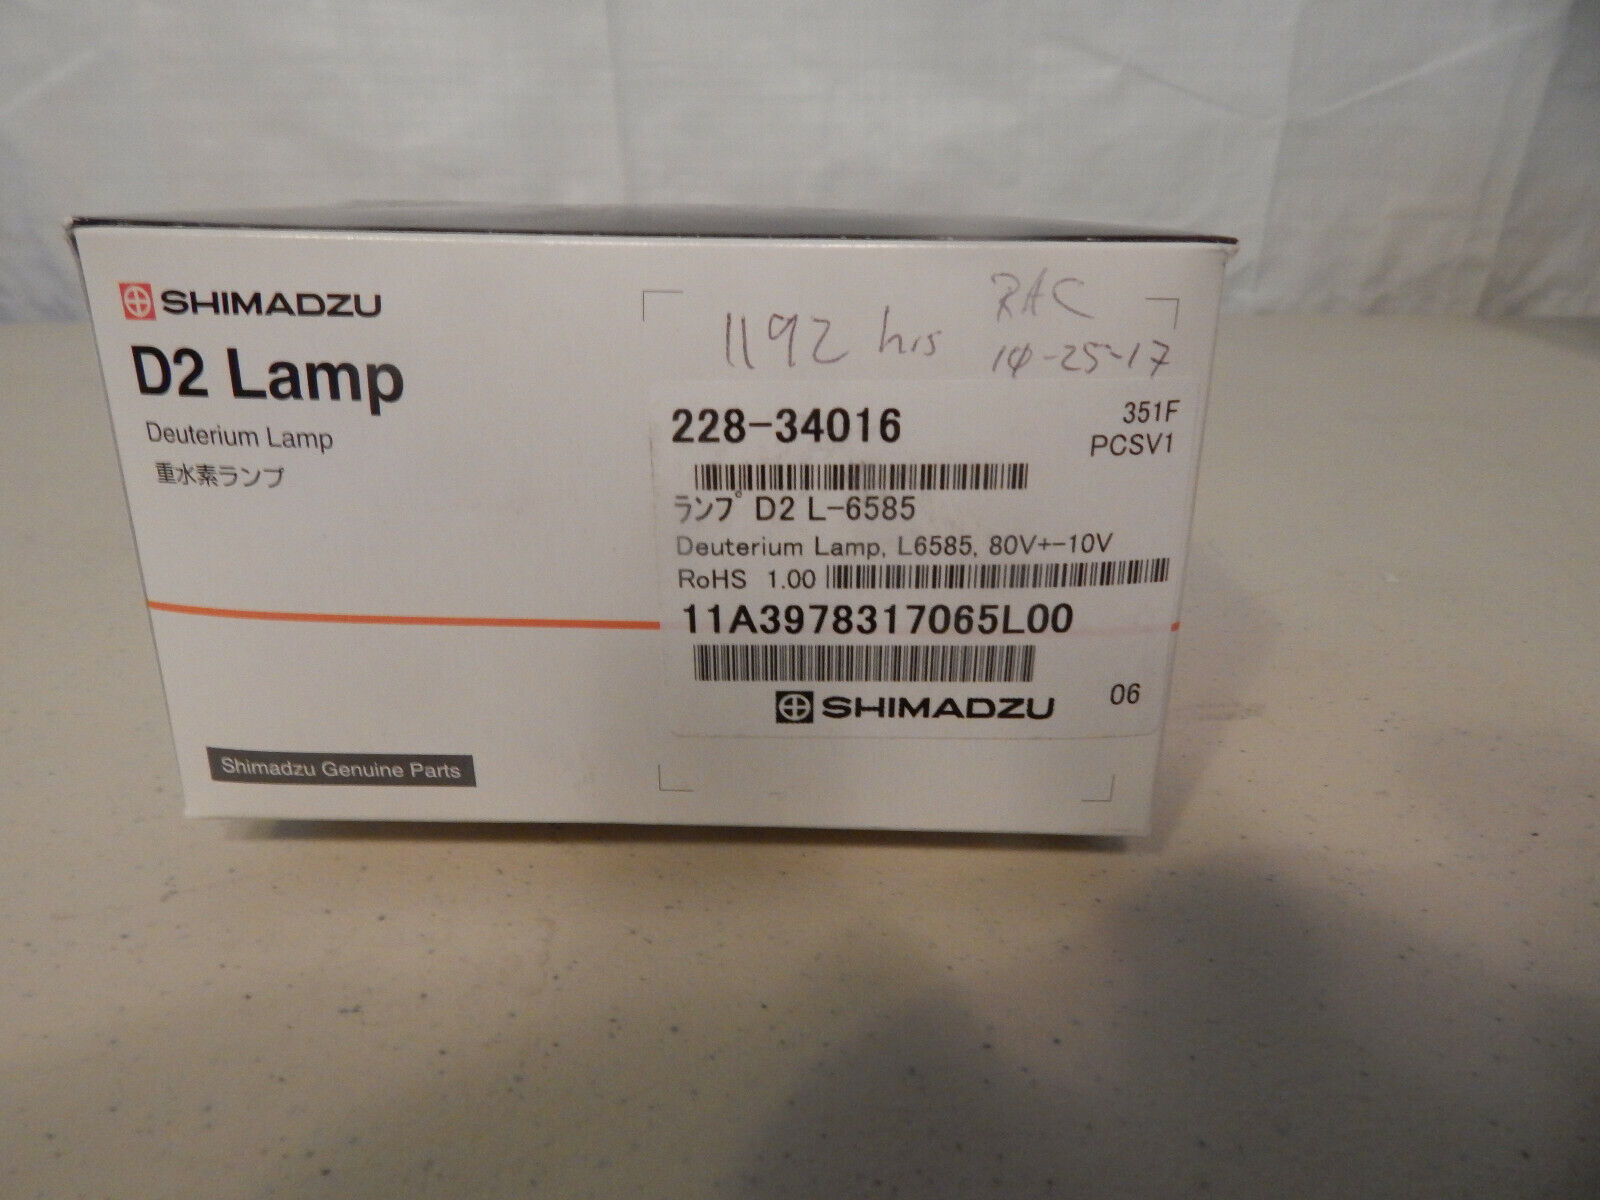 SHIMADZU
D2 Lamp
Deuterium Lamp
重水素ランプ
Shimadzu Genuine Parts
1192 hrs
RAC
10-25-17
228-34016
351F
PCSV1
ランプ D2 L-6585
Deuterium Lamp, L6585, 80V+-10V
RoHS 1.00
11A3978317065L00
SHIMADZU
06